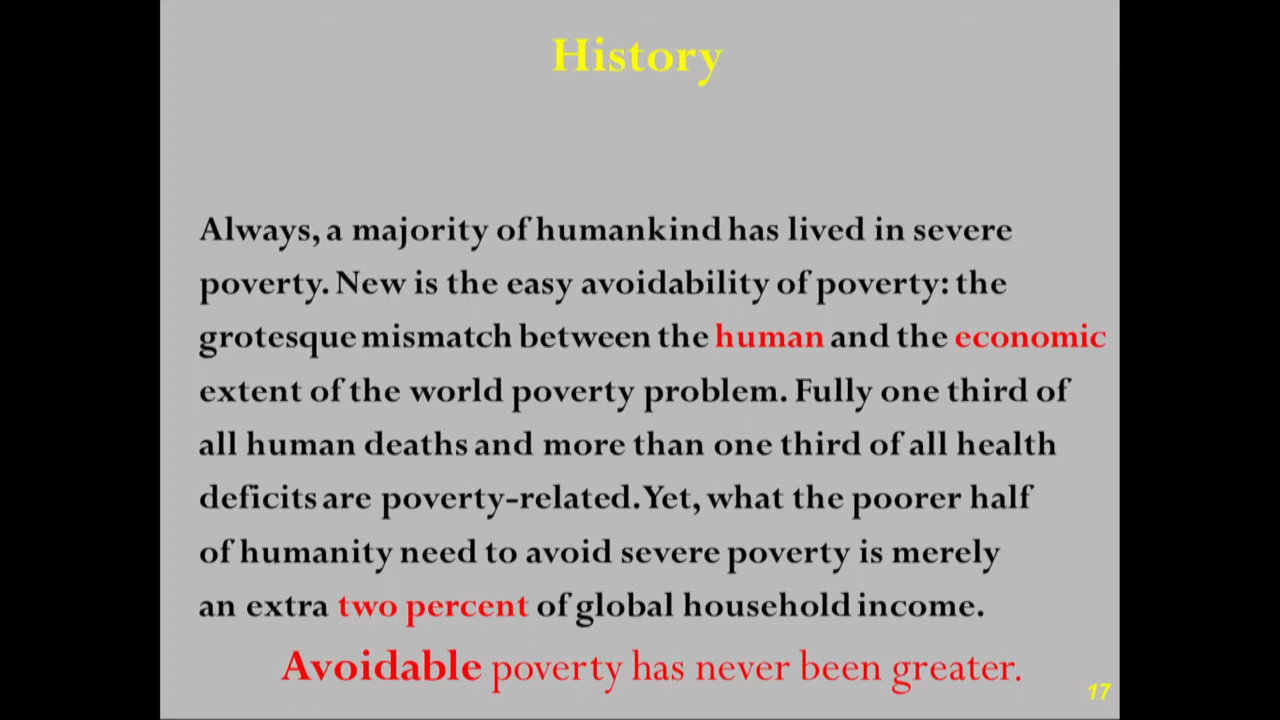 History
Always, a majority of humankind has lived in severe
poverty. New is the easy avoidability of poverty: the
grotesque mismatch between the human and the economic
extent of the world poverty problem. Fully one third of
all human deaths and more than one third of all health
deficits are poverty-related. Yet, what the poorer half
of humanity need to avoid severe poverty is merely
an extra two percent of global household income.
Avoidable poverty has never been greater.
17